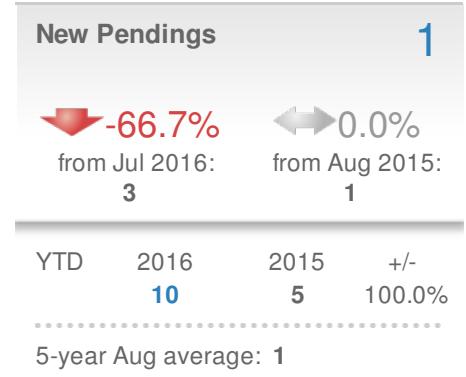 New Pendings 1
-66.7% 0.0%
from Jul 2016: from Aug 2015:
3 1
YTD 2016 2015 +/-
10 5 100.0%
5-year Aug average: 1